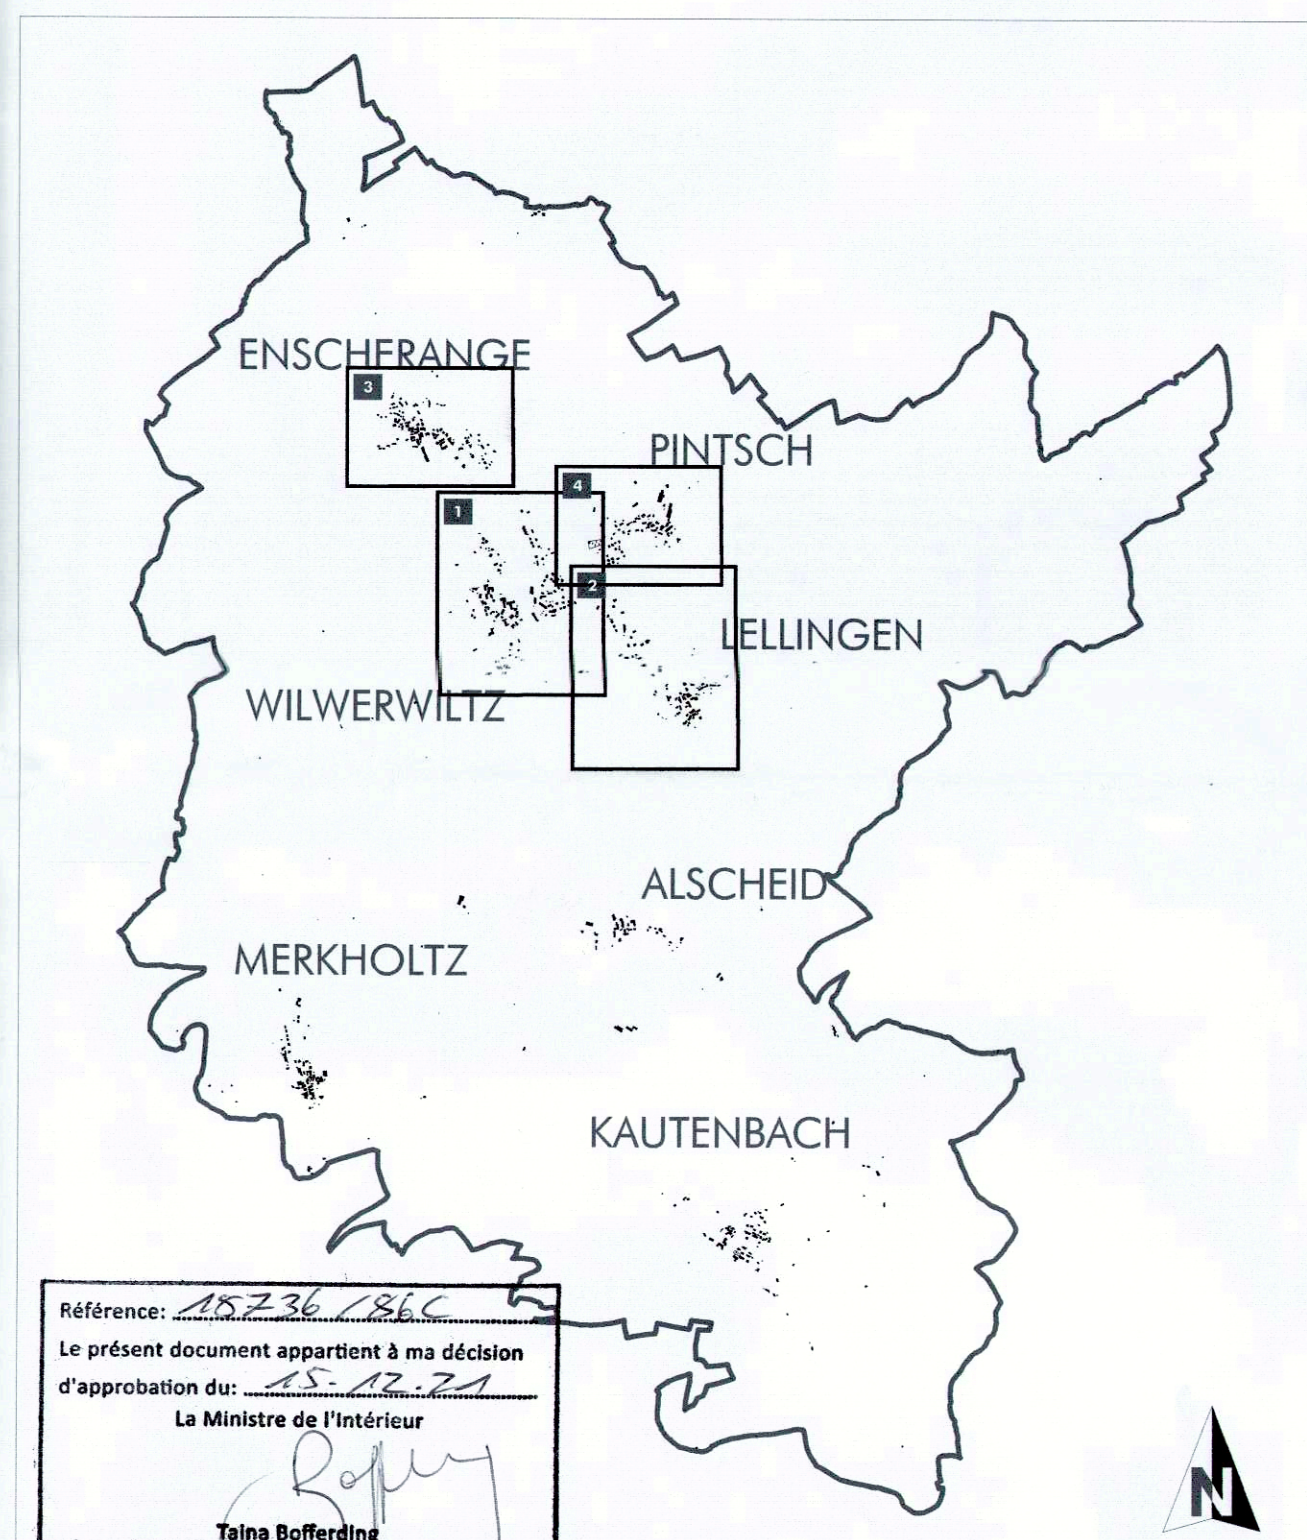 ENSCHERANGE
3
PINTSCH
4
1
2
LELLINGEN
WILWERWILTZ
ALSCHEID
MERKHOLTZ
KAUTENBACH
Référence: 18736/86C
Le présent document appartient à ma décision
d'approbation du: 15-12.21
La Ministre de l'Intérieur
Taina Bofferding
N